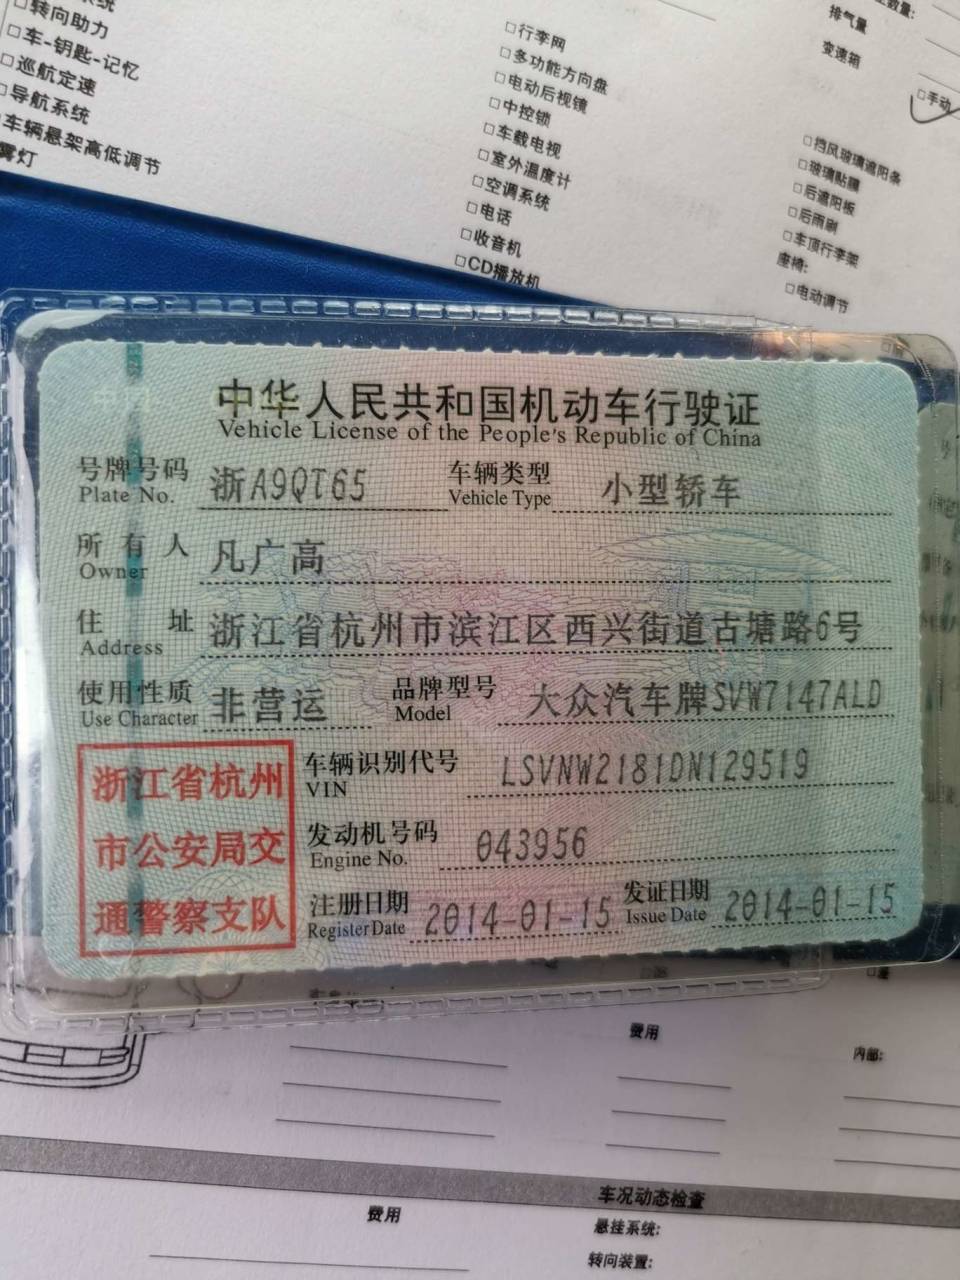 转向助力
□车-钥匙-记忆
□巡航定速
□导航系统
□车辆悬架高低调节
雾灯
□行李网
□多功能方向盘
□电动后视镜
□中控锁
□车载电视
□室外温度计
□空调系统
□电话
□收音机
□CD播放机
排气量
变速箱
□手动
□挡风玻璃遮阳条
□玻璃贴膜
□后遮阳板
□后雨刷
□车顶行李架
座椅:
□电动调节
中华人民共和国机动车行驶证
Vehicle License of the People's Republic of China
号牌号码 浙A9QT65 车辆类型 小型轿车
Plate No. Vehicle Type
所有人 凡广高
Owner
住址 浙江省杭州市滨江区西兴街道古塘路6号
Address
使用性质 非营运 品牌型号 大众汽车牌SVW7147ALD
Use Character Model
浙江省杭州
市公安局交
通警察支队
车辆识别代号 LSVNW2181DN129519
VIN
发动机号码 043956
Engine No.
注册日期 2014-01-15 发证日期 2014-01-15
Register Date Issue Date
费用
内部:
车况动态检查
费用
悬挂系统:
转向装置: